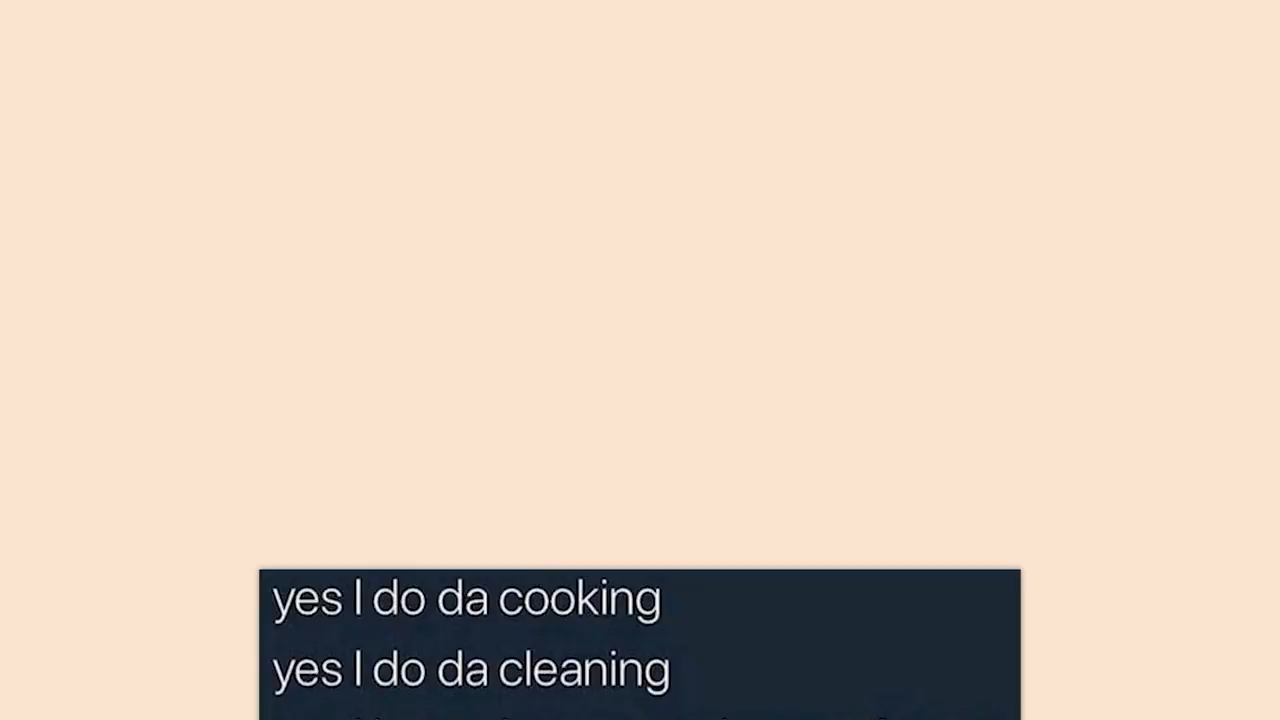 yes I do da cooking
yes I do da cleaning